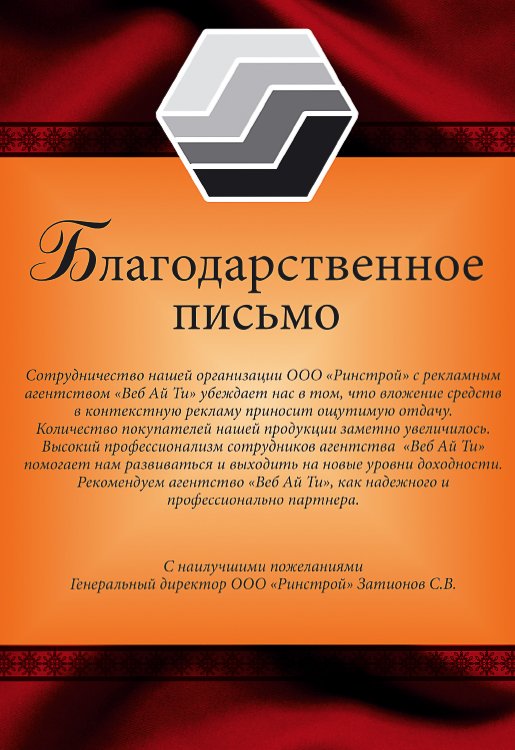 Благодарственное
письмо
Сотрудничество нашей организации ООО «Ринстрой» с рекламным
агентством «Веб Ай Ти» убеждает нас в том, что вложение средств
в контекстную рекламу приносит ощутимую отдачу.
Количество покупателей нашей продукции заметно увеличилось.
Высокий профессионализм сотрудников агентства «Веб Ай Ти»
помогает нам развиваться и выходить на новые уровни доходности.
Рекомендуем агентство «Веб Ай Ти», как надежного и
профессионально партнера.
С наилучшими пожеланиями
Генеральный директор ООО «Ринстрой» Затионов С.В.